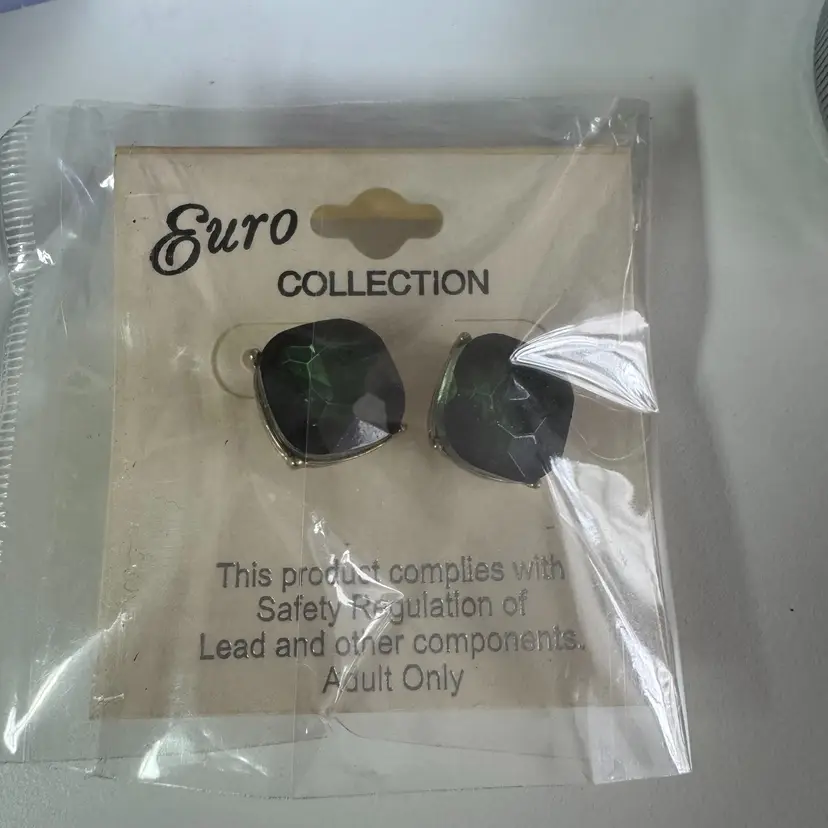 Euro
COLLECTION
This product complies with
Safety Regulation of
Lead and other components.
Adult Only